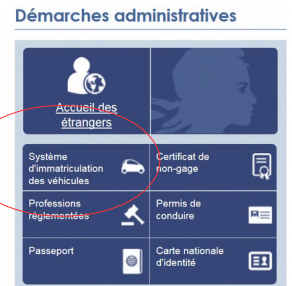 Démarches administratives
Accueil des
étrangers
Système
d'immatriculation
des véhicules
Certificat de
non-gage
Professions
réglementées
Permis de
conduire
Passeport
Carte nationale
d'identité